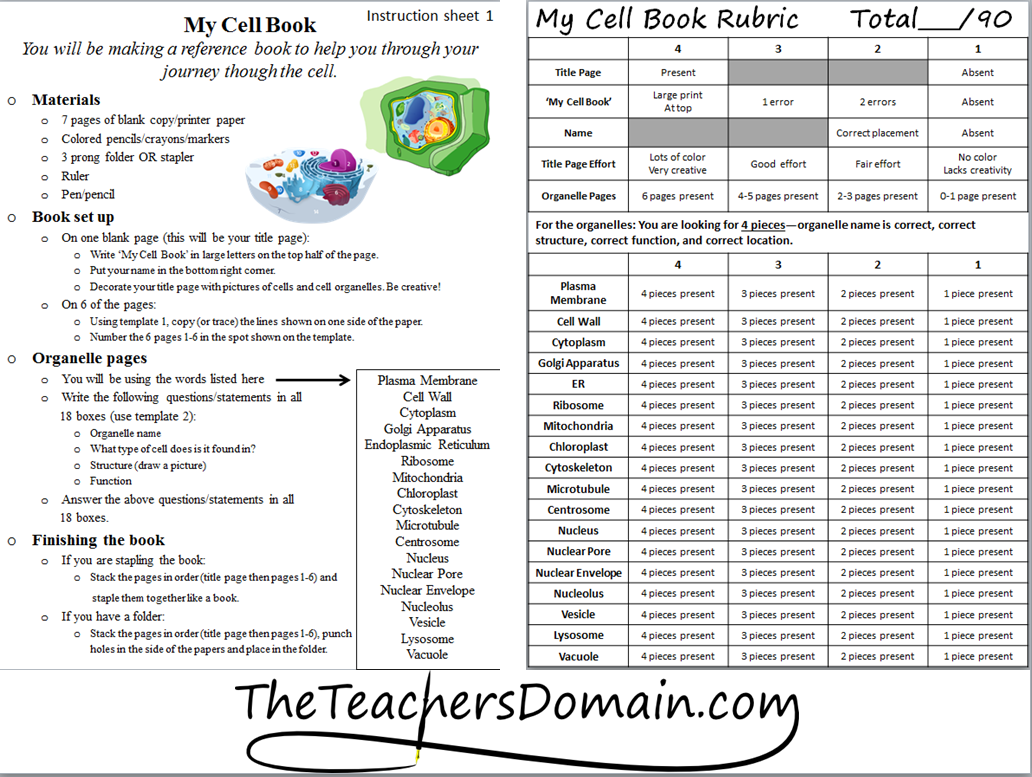 Instruction sheet 1
My Cell Book
You will be making a reference book to help you through your
journey though the cell.
o Materials
o 7 pages of blank copy/printer paper
o Colored pencils/crayons/markers
o 3 prong folder OR stapler
o Ruler
o Pen/pencil
o Book set up
o On one blank page (this will be your title page):
o Write ‘My Cell Book’ in large letters on the top half of the page.
o Put your name in the bottom right corner.
o Decorate your title page with pictures of cells and cell organelles. Be creative!
o On 6 of the pages:
o Using template 1, copy (or trace) the lines shown on one side of the paper.
o Number the 6 pages 1-6 in the spot shown on the template.
o Organelle pages
o You will be using the words listed here
o Write the following questions/statements in all
18 boxes (use template 2):
o Organelle name
o What type of cell does is it found in?
o Structure (draw a picture)
o Function
o Answer the above questions/statements in all
18 boxes.
o Finishing the book
o If you are stapling the book:
o Stack the pages in order (title page then pages 1-6) and
staple them together like a book.
o If you have a folder:
o Stack the pages in order (title page then pages 1-6), punch
holes in the side of the papers and place in the folder.
Plasma Membrane
Cell Wall
Cytoplasm
Golgi Apparatus
Endoplasmic Reticulum
Ribosome
Mitochondria
Chloroplast
Cytoskeleton
Microtubule
Centrosome
Nucleus
Nuclear Pore
Nuclear Envelope
Nucleolus
Vesicle
Lysosome
Vacuole
My Cell Book Rubric Total___/90
4 3 2 1
Title Page Present Absent
‘My Cell Book’ Large print At top 1 error 2 errors Absent
Name Correct placement Absent
Title Page Effort Lots of color Very creative Good effort Fair effort No color Lacks creativity
Organelle Pages 6 pages present 4-5 pages present 2-3 pages present 0-1 page present
For the organelles: You are looking for 4 pieces—organelle name is correct, correct
structure, correct function, and correct location.
4 3 2 1
Plasma Membrane 4 pieces present 3 pieces present 2 pieces present 1 piece present
Cell Wall 4 pieces present 3 pieces present 2 pieces present 1 piece present
Cytoplasm 4 pieces present 3 pieces present 2 pieces present 1 piece present
Golgi Apparatus 4 pieces present 3 pieces present 2 pieces present 1 piece present
ER 4 pieces present 3 pieces present 2 pieces present 1 piece present
Ribosome 4 pieces present 3 pieces present 2 pieces present 1 piece present
Mitochondria 4 pieces present 3 pieces present 2 pieces present 1 piece present
Chloroplast 4 pieces present 3 pieces present 2 pieces present 1 piece present
Cytoskeleton 4 pieces present 3 pieces present 2 pieces present 1 piece present
Microtubule 4 pieces present 3 pieces present 2 pieces present 1 piece present
Centrosome 4 pieces present 3 pieces present 2 pieces present 1 piece present
Nucleus 4 pieces present 3 pieces present 2 pieces present 1 piece present
Nuclear Pore 4 pieces present 3 pieces present 2 pieces present 1 piece present
Nuclear Envelope 4 pieces present 3 pieces present 2 pieces present 1 piece present
Nucleolus 4 pieces present 3 pieces present 2 pieces present 1 piece present
Vesicle 4 pieces present 3 pieces present 2 pieces present 1 piece present
Lysosome 4 pieces present 3 pieces present 2 pieces present 1 piece present
Vacuole 4 pieces present 3 pieces present 2 pieces present 1 piece present
TheTeachersDomain.com